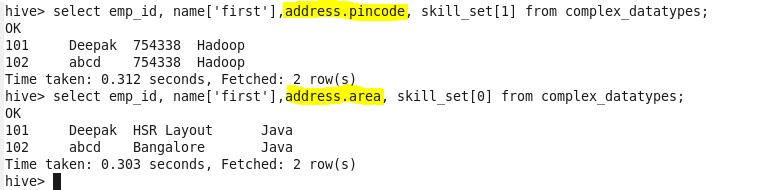 hive> select emp_id, name['first'],address.pincode, skill_set[1] from complex_datatypes;
OK
101     Deepak  754338  Hadoop
102     abcd    754338  Hadoop
Time taken: 0.312 seconds, Fetched: 2 row(s)
hive> select emp_id, name['first'],address.area, skill_set[0] from complex_datatypes;
OK
101     Deepak  HSR Layout      Java
102     abcd    Bangalore       Java
Time taken: 0.303 seconds, Fetched: 2 row(s)
hive>